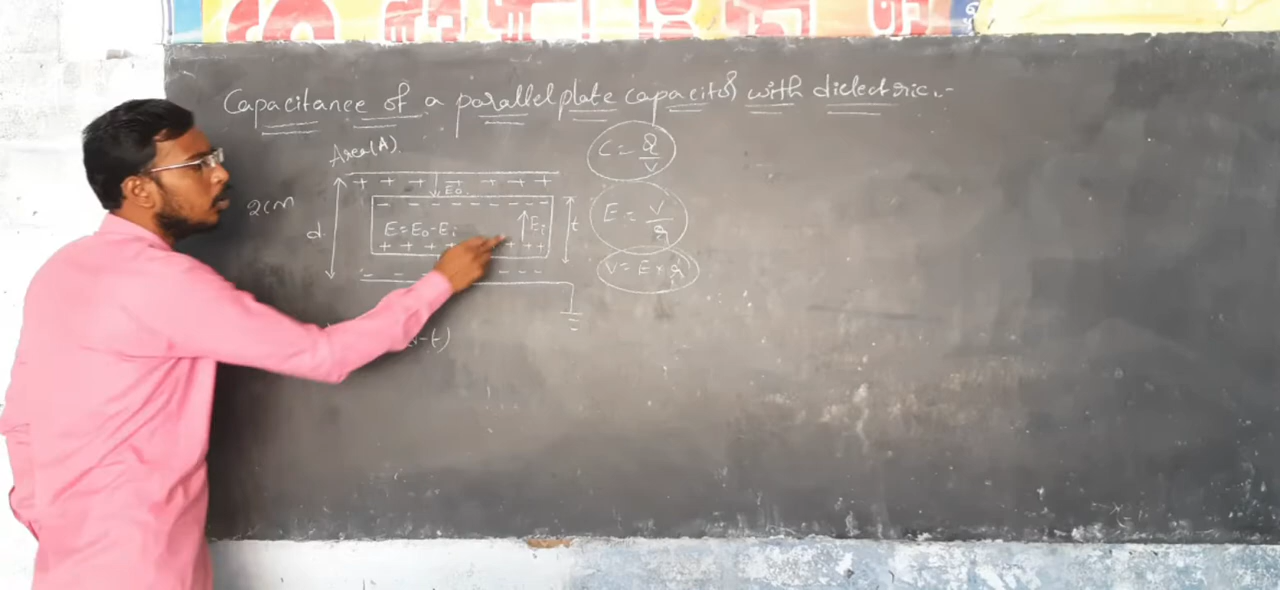 Capacitance of a parallel plate capacitor with dielectric :-
Area(A)
C = Q/V
+ + + + + + +
E₀
2cm
- - - - - - - - -
d
E = E₀ - Eᵢ
Eᵢ
t
E = V/d
+ + + + + + +
V = E × d
- - - - - -
-t)